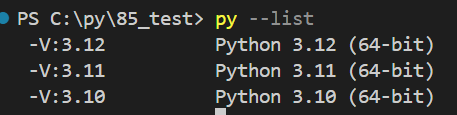 PS C:\py\85_test> py --list
-V:3.12 Python 3.12 (64-bit)
-V:3.11 Python 3.11 (64-bit)
-V:3.10 Python 3.10 (64-bit)